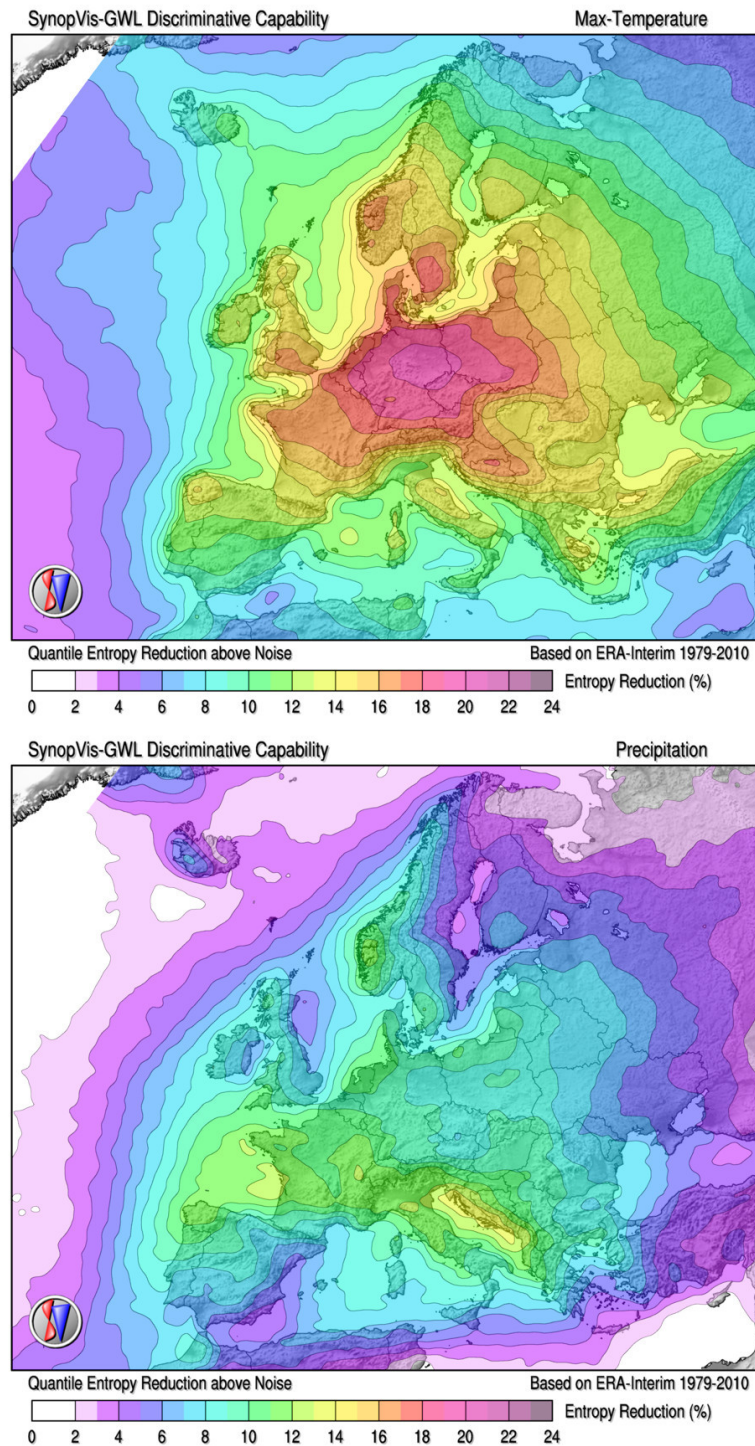 SynopVis-GWL Discriminative Capability Max-Temperature
Quantile Entropy Reduction above Noise Based on ERA-Interim 1979-2010
Entropy Reduction (%)
0 2 4 6 8 10 12 14 16 18 20 22 24
SynopVis-GWL Discriminative Capability Precipitation
Quantile Entropy Reduction above Noise Based on ERA-Interim 1979-2010
Entropy Reduction (%)
0 2 4 6 8 10 12 14 16 18 20 22 24